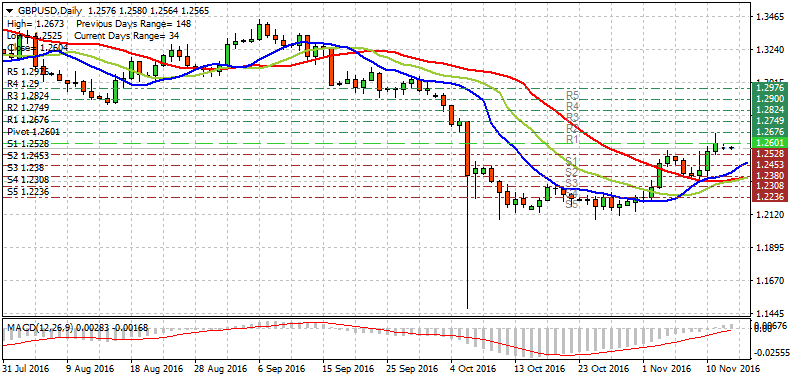 GBPUSD,Daily 1.2576 1.2580 1.2564 1.2565
High= 1.2673 Previous Days Range= 148
1.2525 Current Days Range= 34
Close= 1.2604
R5 1.2976
R4 1.29
R3 1.2824
R2 1.2749
R1 1.2676
Pivot 1.2601
S1 1.2528
S2 1.2453
S3 1.238
S4 1.2308
S5 1.2236
R5
R4
R3
R2
R1
S1
S2
S3
S5
1.3465
1.3240
1.3015
1.2976
1.2900
1.2824
1.2749
1.2676
1.2601
1.2528
1.2453
1.2380
1.2308
1.2236
1.2120
1.1895
1.1670
1.1445
MACD(12,26,9) 0.00283 -0.00168
0.00676
0.00
-0.02555
31 Jul 2016
9 Aug 2016
18 Aug 2016
28 Aug 2016
6 Sep 2016
15 Sep 2016
25 Sep 2016
4 Oct 2016
13 Oct 2016
23 Oct 2016
1 Nov 2016
10 Nov 2016